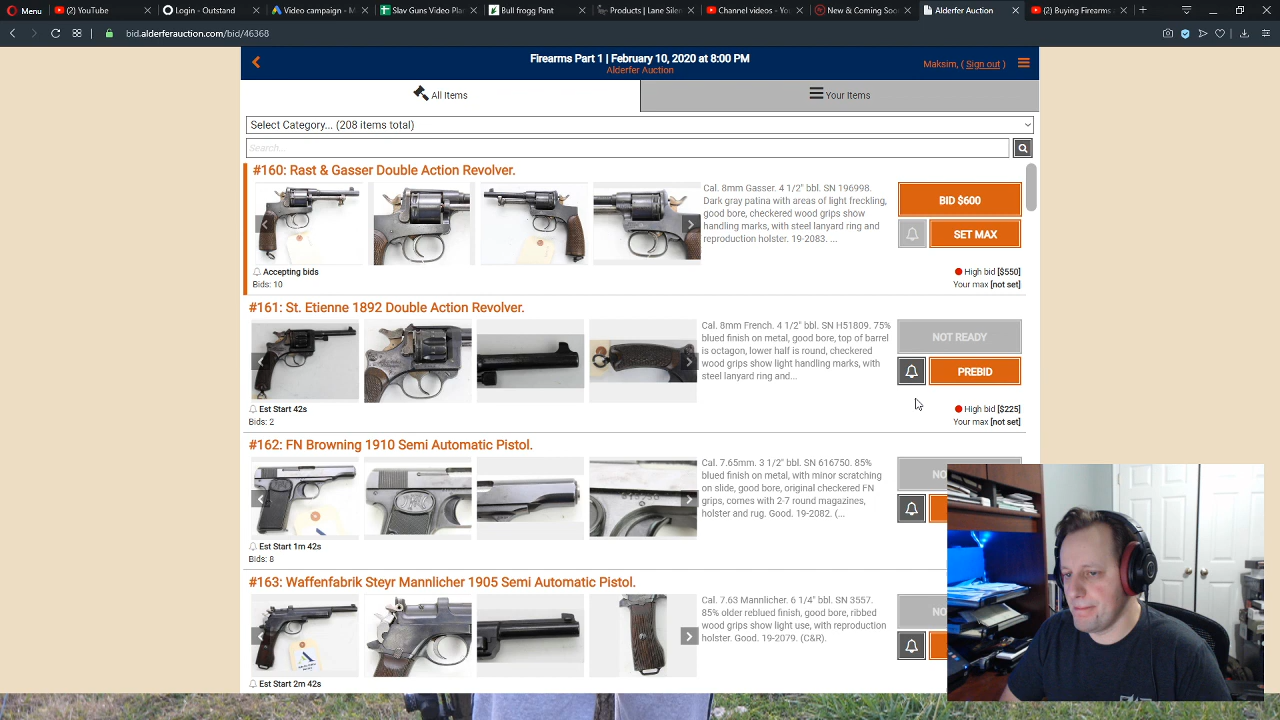 Menu
(2) YouTube
Login - Outstand
Video campaign - M
Slav Guns Video Plan
Bull frogg Pant
Products | Lane Silen
Channel videos - Yo
New & Coming Soo
Alderfer Auction
(2) Buying Firearms
bid.alderferauction.com/bid/46368
Firearms Part 1 | February 10, 2020 at 8:00 PM
Alderfer Auction
Maksim, ( Sign out )
All Items
Your Items
Select Category... (208 items total)
Search...
#160: Rast & Gasser Double Action Revolver.
Cal. 8mm Gasser. 4 1/2" bbl. SN 196998.
Dark gray patina with areas of light freckling,
good bore, checkered wood grips show
handling marks, with steel lanyard ring and
reproduction holster. 19-2083. ...
BID $600
SET MAX
Accepting bids
Bids: 10
High bid [$550]
Your max [not set]
#161: St. Etienne 1892 Double Action Revolver.
Cal. 8mm French. 4 1/2" bbl. SN H51809. 75%
blued finish on metal, good bore, top of barrel
is octagon, lower half is round, checkered
wood grips show light handling marks, with
steel lanyard ring and...
NOT READY
PREBID
Est Start 42s
Bids: 2
High bid [$225]
Your max [not set]
#162: FN Browning 1910 Semi Automatic Pistol.
Cal. 7.65mm. 3 1/2" bbl. SN 616750. 85%
blued finish on metal, with minor scratching
on slide, good bore, original checkered FN
grips, comes with 2-7 round magazines,
holster and rug. Good. 19-2082. (...
NO
Est Start 1m 42s
Bids: 8
#163: Waffenfabrik Steyr Mannlicher 1905 Semi Automatic Pistol.
Cal. 7.63 Mannlicher. 6 1/4" bbl. SN 3557.
85% older reblued finish, good bore, ribbed
wood grips show light use, with reproduction
holster. Good. 19-2079. (C&R).
NO
Est Start 2m 42s